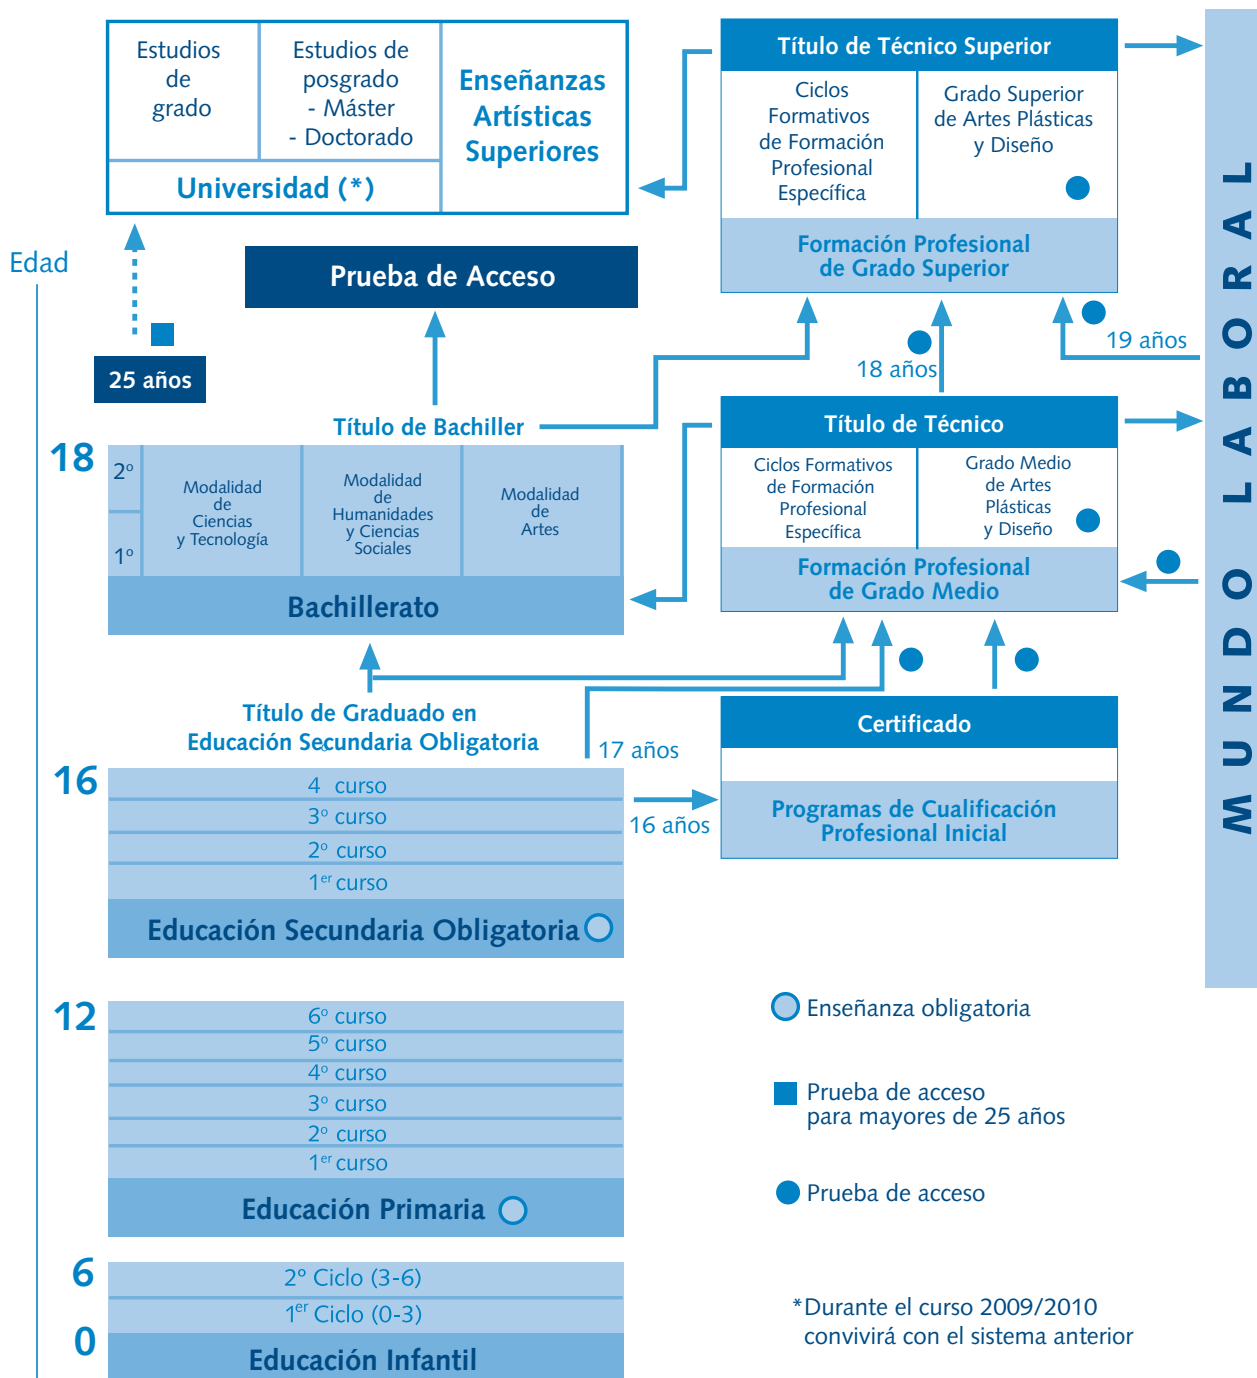 Estudios
de
grado
Estudios de
posgrado
- Máster
- Doctorado
Universidad (*)
Enseñanzas
Artísticas
Superiores
Título de Técnico Superior
Ciclos
Formativos
de Formación
Profesional
Específica
Grado Superior
de Artes Plásticas
y Diseño
Formación Profesional
de Grado Superior
MUNDO LABORAL
Edad
Prueba de Acceso
25 años
18 años
19 años
Título de Bachiller
18
2º
1º
Modalidad
de
Ciencias
y Tecnología
Modalidad
de
Humanidades
y Ciencias
Sociales
Modalidad
de
Artes
Bachillerato
Título de Técnico
Ciclos Formativos
de Formación
Profesional
Específica
Grado Medio
de Artes
Plásticas
y Diseño
Formación Profesional
de Grado Medio
Título de Graduado en
Educación Secundaria Obligatoria
17 años
16 años
Certificado
Programas de Cualificación
Profesional Inicial
16
4º curso
3º curso
2º curso
1er curso
Educación Secundaria Obligatoria
12
6º curso
5º curso
4º curso
3º curso
2º curso
1er curso
Educación Primaria
6
2º Ciclo (3-6)
1er Ciclo (0-3)
0
Educación Infantil
Enseñanza obligatoria
Prueba de acceso
para mayores de 25 años
Prueba de acceso
*Durante el curso 2009/2010
convivirá con el sistema anterior